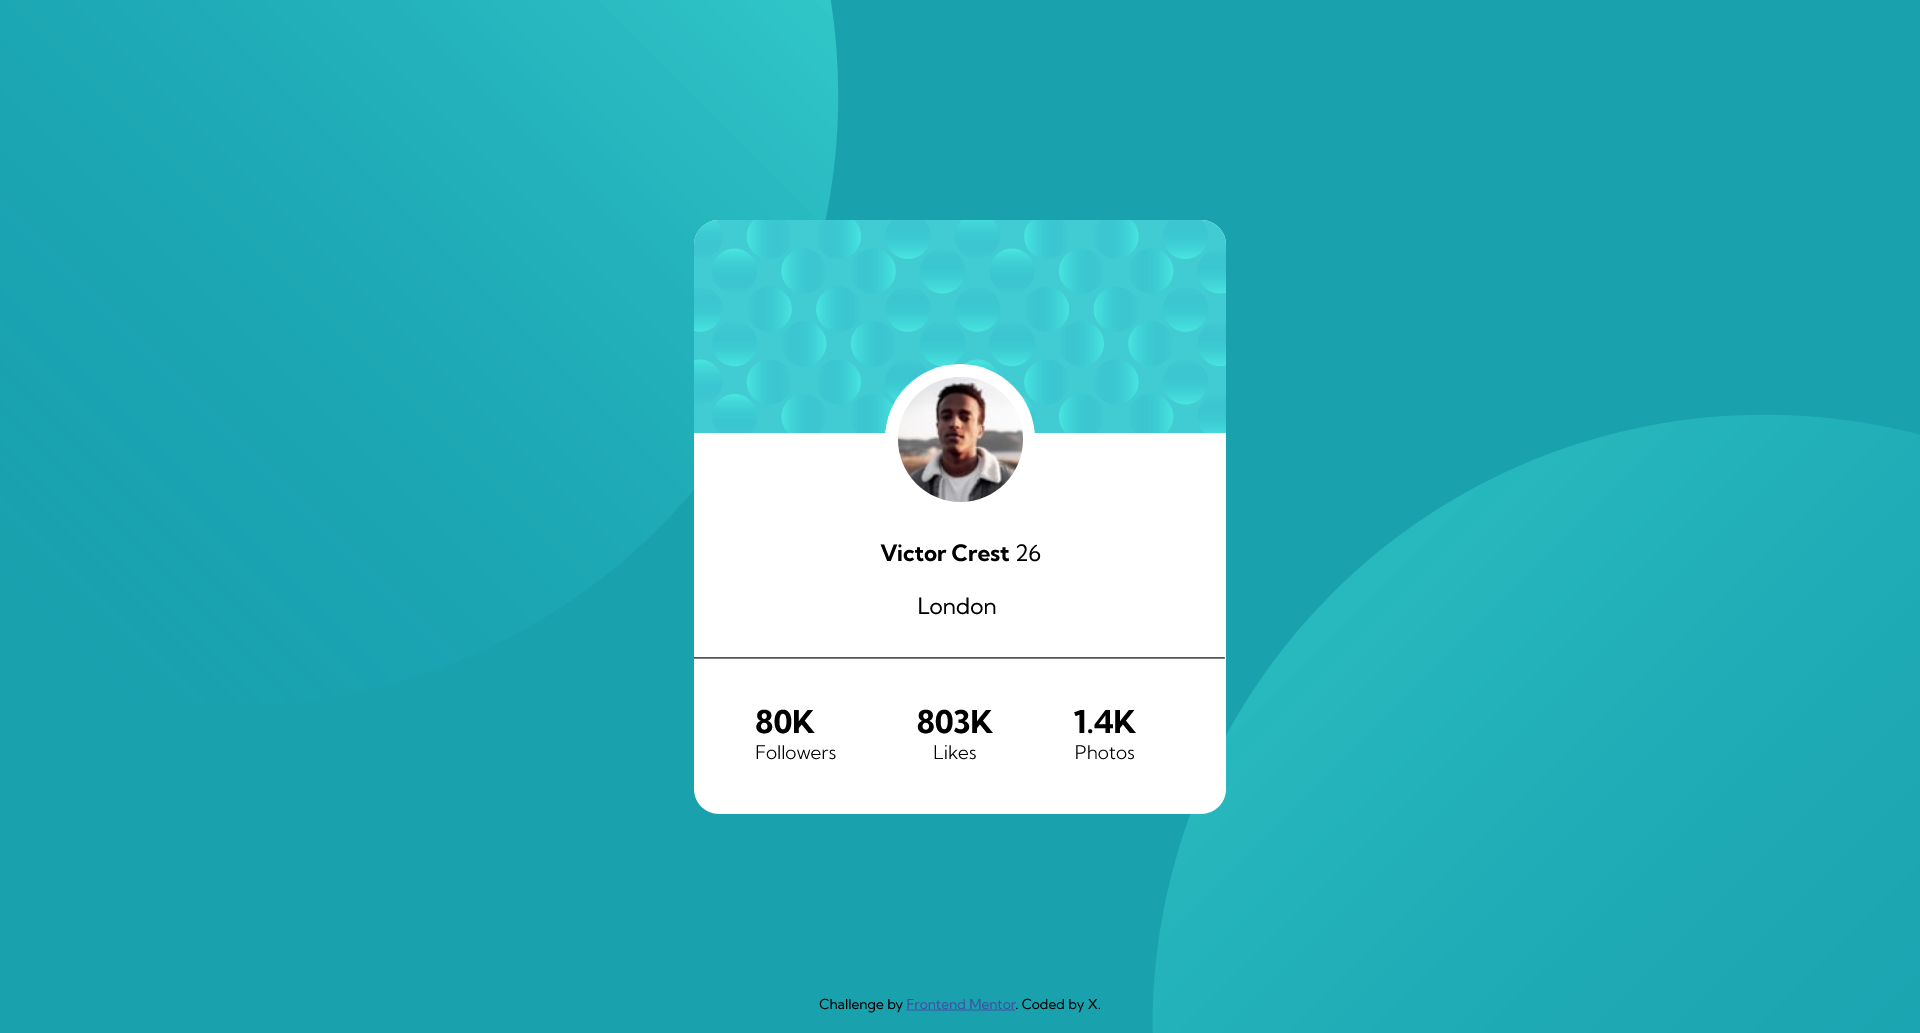 Victor Crest 26
London
80K 803K 1.4K
Followers Likes Photos
Challenge by Frontend Mentor. Coded by X.